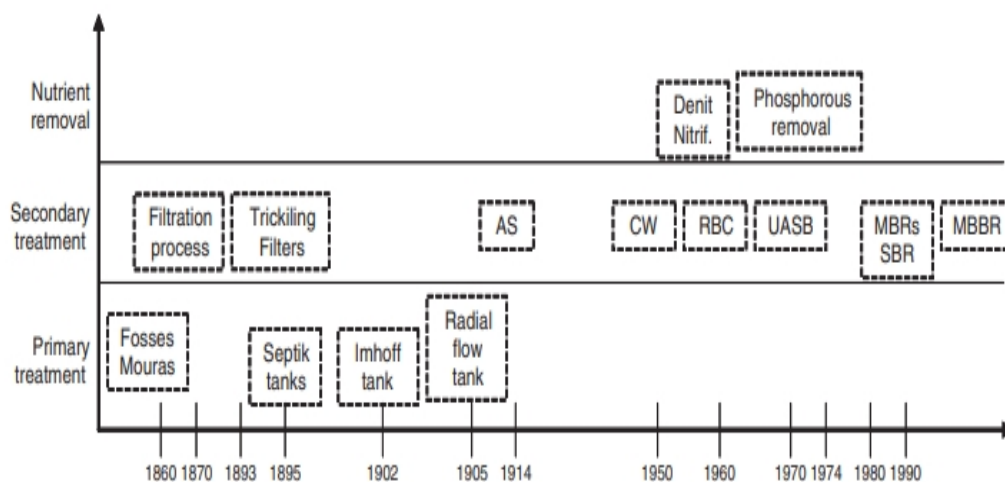 Nutrient
removal
Denit
Nitrif.
Phosphorous
removal
Secondary
treatment
Filtration
process
Trickiling
Filters
AS
CW
RBC
UASB
MBRs
SBR
MBBR
Primary
treatment
Fosses
Mouras
Septik
tanks
Imhoff
tank
Radial
flow
tank
1860 1870 1893 1895 1902 1905 1914 1950 1960 1970 1974 1980 1990